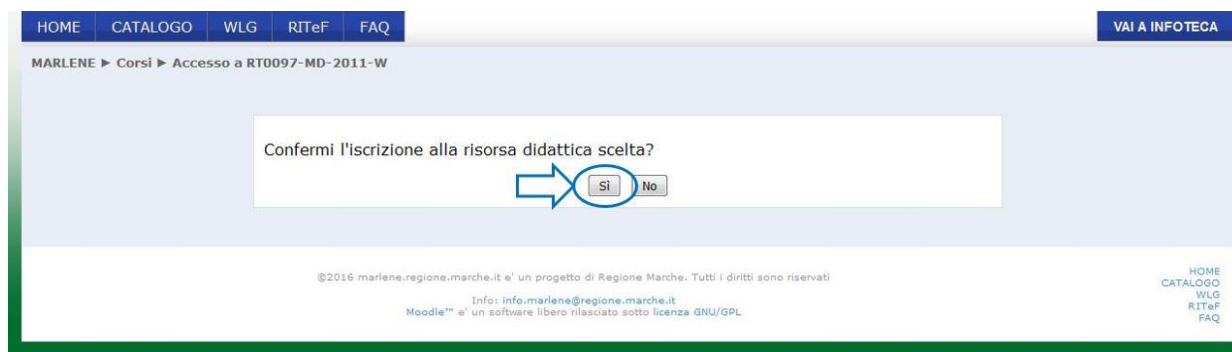 HOME CATALOGO WLG RITeF FAQ VAI A INFOTECA
MARLENE ► Corsi ► Accesso a RT0097-MD-2011-W
Confermi l'iscrizione alla risorsa didattica scelta?
Sì No
©2016 marlene.regione.marche.it e' un progetto di Regione Marche. Tutti i diritti sono riservati
Info: info.marlene@regione.marche.it
Moodle™ e' un software libero rilasciato sotto licenza GNU/GPL
HOME
CATALOGO
WLG
RITeF
FAQ